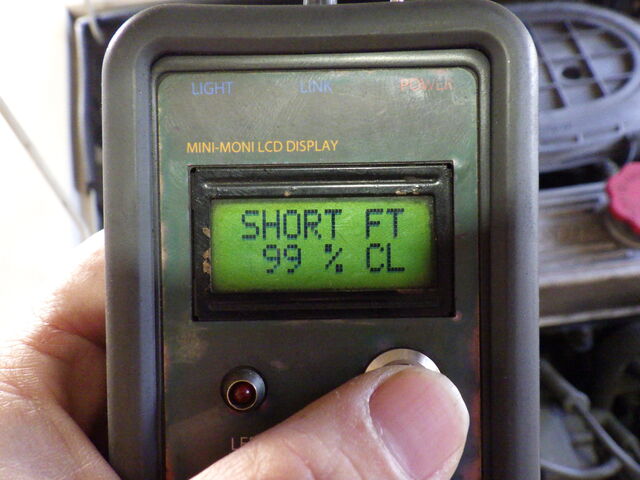 LIGHT LINK POWER
MINI-MONI LCD DISPLAY
SHORT FT
99 % CL